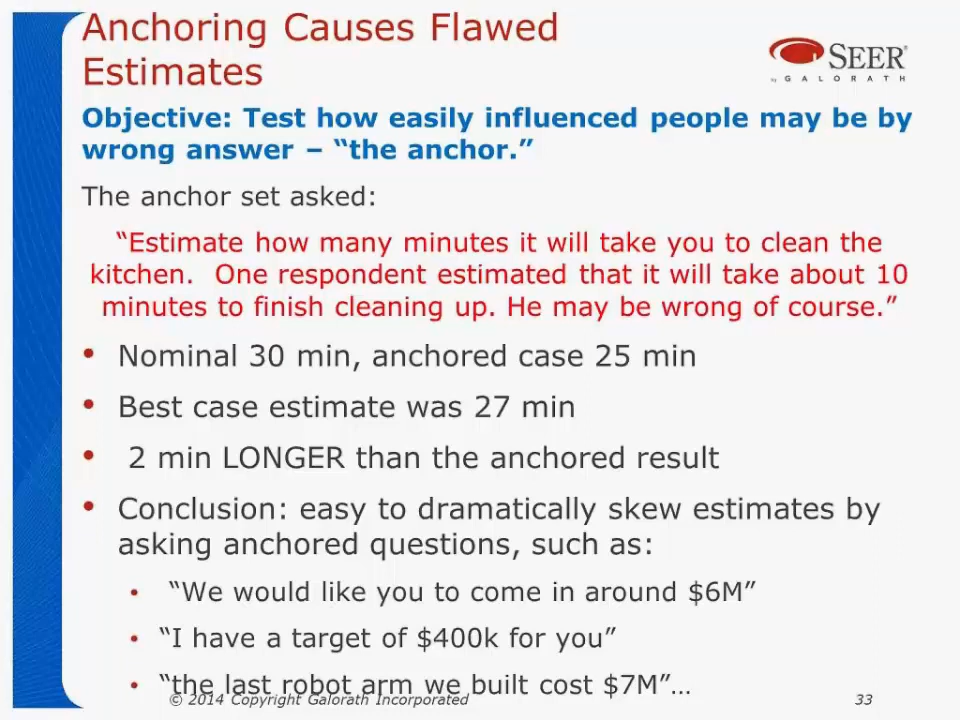 Anchoring Causes Flawed
Estimates
SEER®
by GALORATH
Objective: Test how easily influenced people may be by
wrong answer – “the anchor.”
The anchor set asked:
“Estimate how many minutes it will take you to clean the
kitchen.  One respondent estimated that it will take about 10
minutes to finish cleaning up. He may be wrong of course.”
• Nominal 30 min, anchored case 25 min
• Best case estimate was 27 min
• 2 min LONGER than the anchored result
• Conclusion: easy to dramatically skew estimates by
asking anchored questions, such as:
• “We would like you to come in around $6M”
• “I have a target of $400k for you”
• “the last robot arm we built cost $7M”…
© 2014 Copyright Galorath Incorporated
33